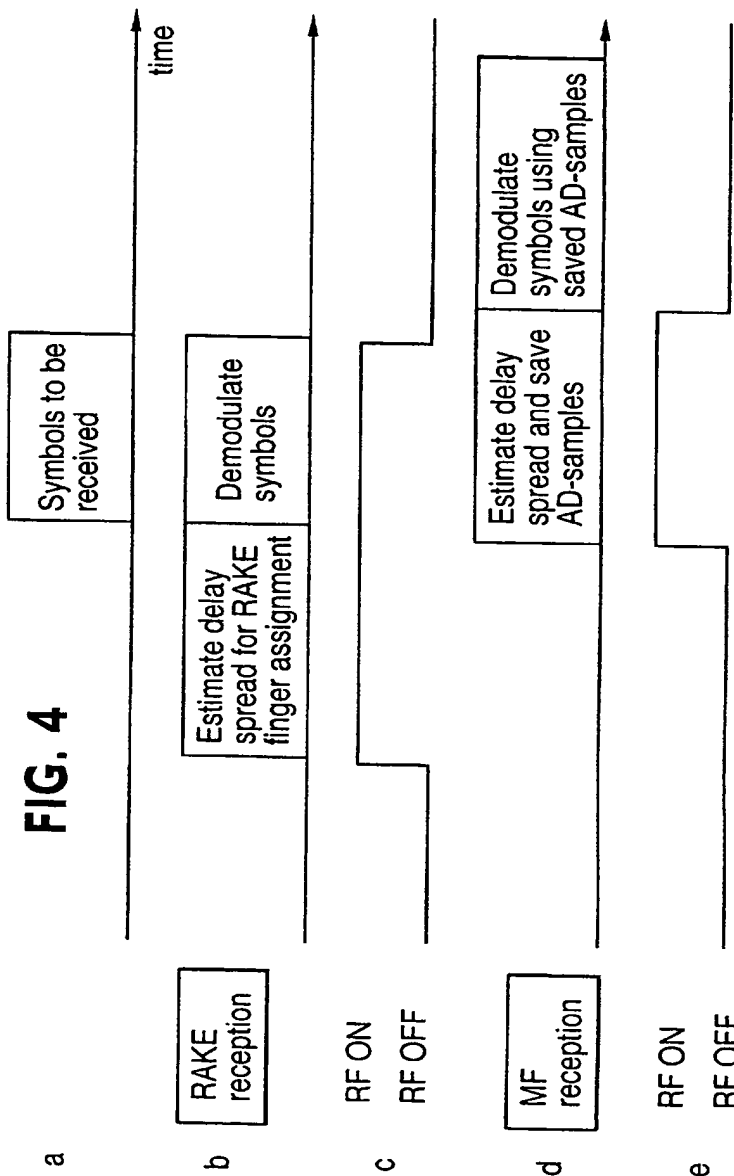 FIG. 4
a
Symbols to be
received
time
b
RAKE
reception
Estimate delay
spread for RAKE
finger assignment
Demodulate
symbols
c
RF ON
RF OFF
d
MF
reception
Estimate delay
spread and save
AD-samples
Demodulate
symbols using
saved AD-samples
e
RF ON
RF OFF